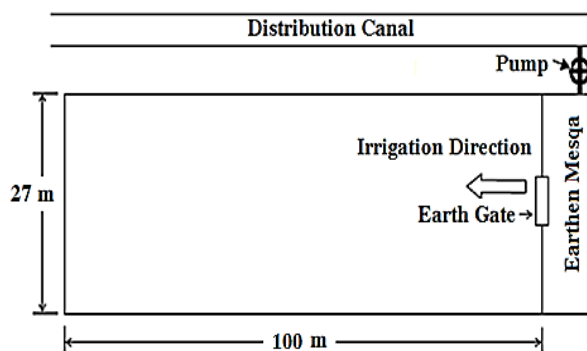 Distribution Canal
Pump
Irrigation Direction
27 m
Earth Gate
Earthen Mesqa
100 m